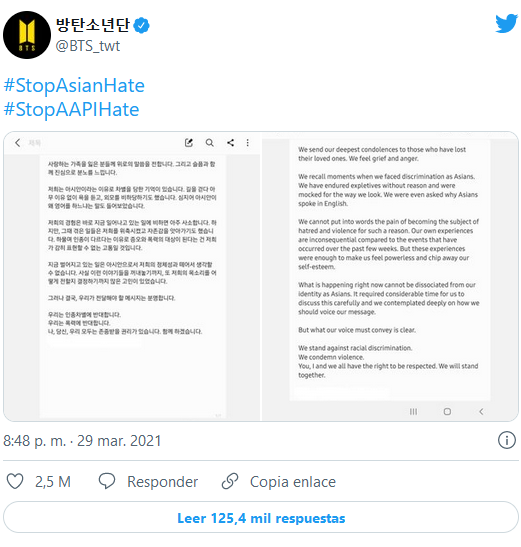 방탄소년단
@BTS_twt
BTS
#StopAsianHate
#StopAAPIHate
제목
사랑하는 가족을 잃은 분들께 위로의 말씀을 전합니다. 그리고 슬픔과 함
께 진심으로 분노를 느낍니다.
저희는 아시안이라는 이유로 차별을 당한 기억이 있습니다. 길을 걷다 아
무 이유 없이 욕을 듣고, 외모를 비하당하기도 했습니다. 심지어 아시안이
왜 영어를 하느냐는 말도 들어보았습니다.
저희의 경험은 바로 지금 일어나고 있는 일에 비하면 아주 사소합니다. 하
지만, 그때 겪은 일들은 저희를 위축시켰고 자존감을 앗아가기도 했습니
다. 하물며 인종이 다르다는 이유로 증오와 폭력의 대상이 된다는 건 저희
가 감히 표현할 수 없는 고통일 것입니다.
지금 벌어지고 있는 일은 아시안으로서 저희의 정체성과 떼어서 생각할
수 없습니다. 사실 이런 이야기들을 꺼내놓기까지, 또 저희의 목소리를 어
떻게 전할지 결정하기까지 많은 고민이 있었습니다.
그러나 결국, 우리가 전달해야 할 메시지는 분명합니다.
우리는 인종차별에 반대합니다.
우리는 폭력에 반대합니다.
나, 당신, 우리 모두는 존중받을 권리가 있습니다. 함께 하겠습니다.
We send our deepest condolences to those who have lost
their loved ones. We feel grief and anger.
We recall moments when we faced discrimination as Asians.
We have endured expletives without reason and were
mocked for the way we look. We were even asked why Asians
spoke in English.
We cannot put into words the pain of becoming the subject of
hatred and violence for such a reason. Our own experiences
are inconsequential compared to the events that have
occurred over the past few weeks. But these experiences
were enough to make us feel powerless and chip away our
self-esteem.
What is happening right now cannot be dissociated from our
identity as Asians. It required considerable time for us to
discuss this carefully and we contemplated deeply on how we
should voice our message.
But what our voice must convey is clear.
We stand against racial discrimination.
We condemn violence.
You, I and we all have the right to be respected. We will stand
together.
8:48 p. m. · 29 mar. 2021
2,5 M
Responder
Copia enlace
Leer 125,4 mil respuestas